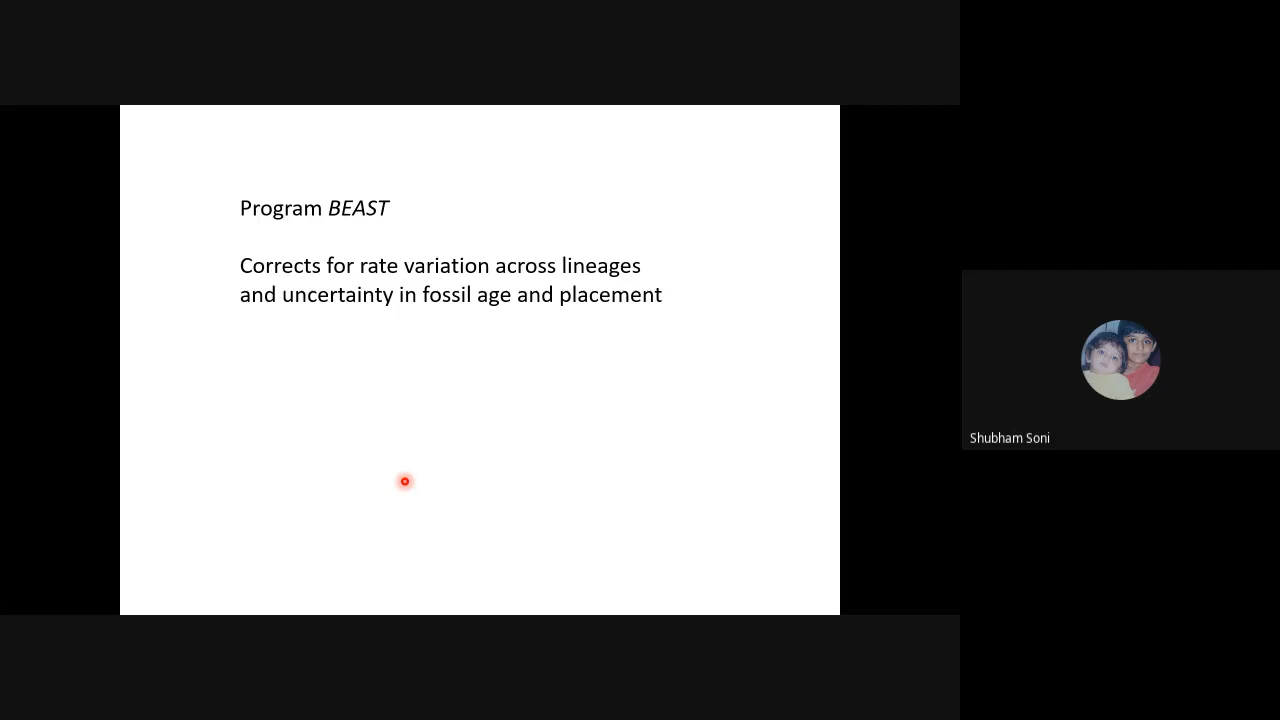 Program BEAST
Corrects for rate variation across lineages
and uncertainty in fossil age and placement
Shubham Soni